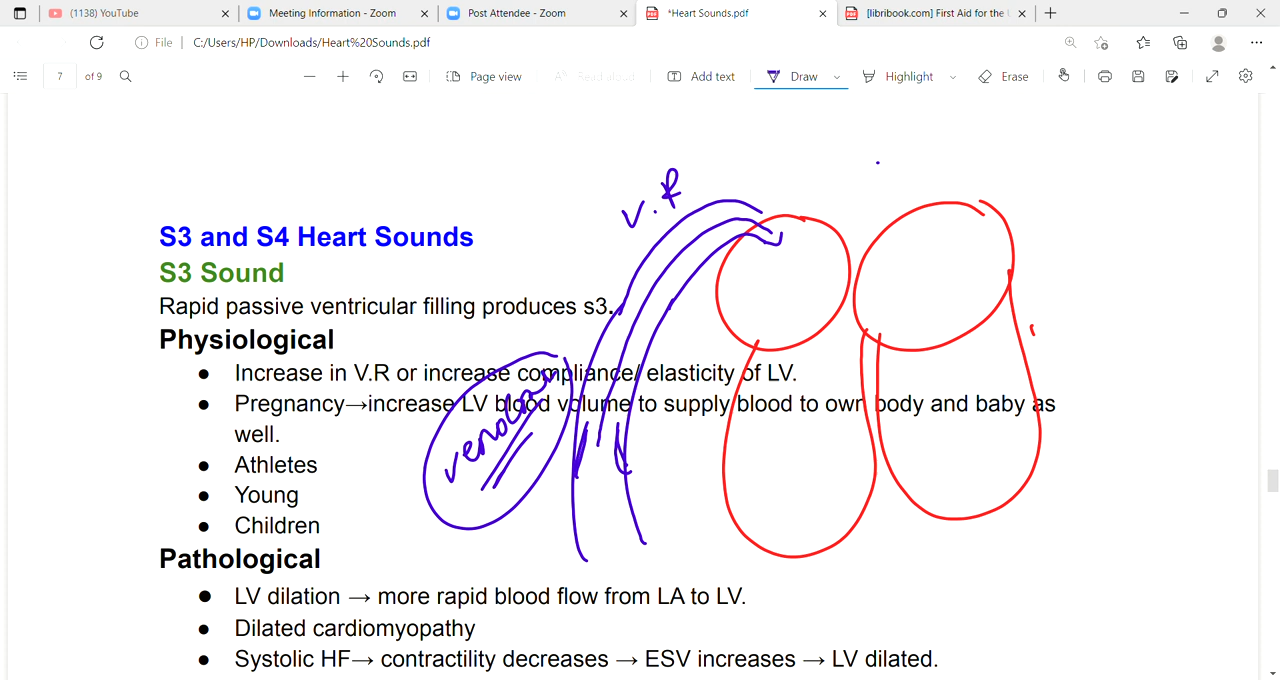 (1138) YouTube
Meeting Information - Zoom
Post Attendee - Zoom
*Heart Sounds.pdf
[libribook.com] First Aid for the
File
C:/Users/HP/Downloads/Heart%20Sounds.pdf
7 of 9
Page view
Read aloud
Add text
Draw
Highlight
Erase
V.R
S3 and S4 Heart Sounds
S3 Sound
Rapid passive ventricular filling produces s3.
Physiological
● Increase in V.R or increase compliance/ elasticity of LV.
● Pregnancy→increase LV blood volume to supply blood to own body and baby as
well.
● Athletes
● Young
● Children
Pathological
● LV dilation → more rapid blood flow from LA to LV.
● Dilated cardiomyopathy
● Systolic HF→ contractility decreases → ESV increases → LV dilated.